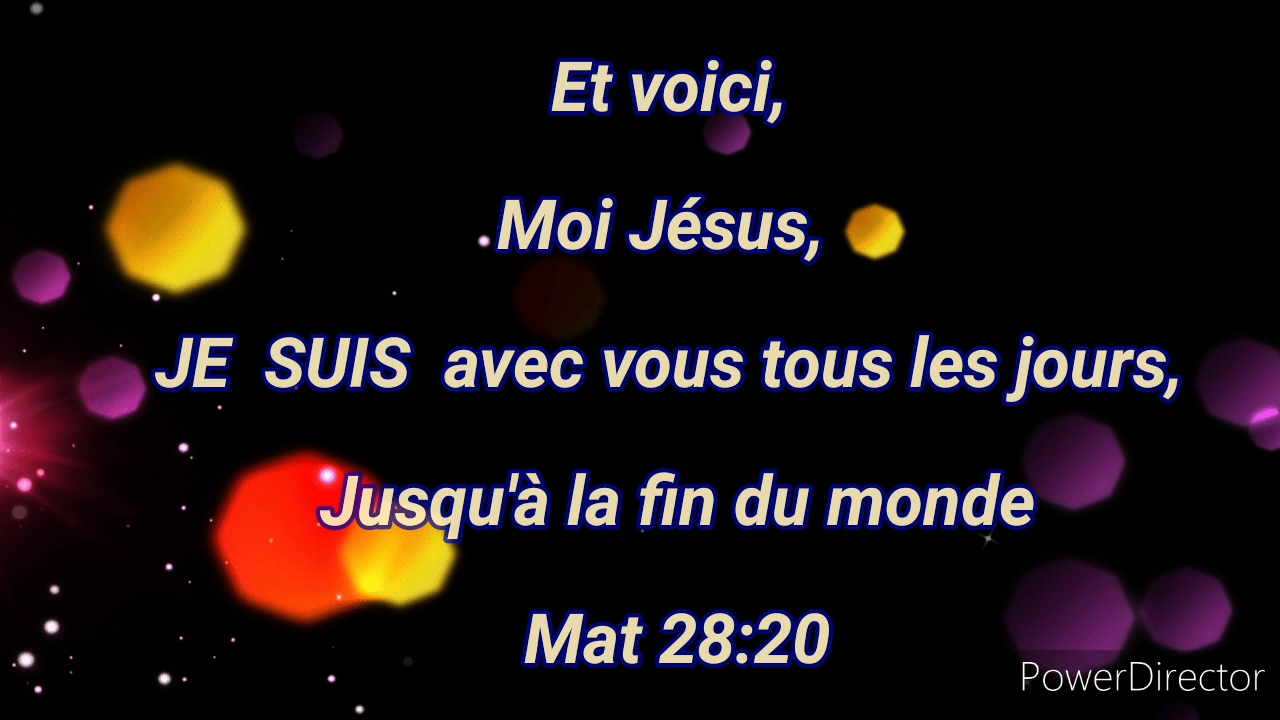 Et voici,
Moi Jésus,
JE SUIS avec vous tous les jours,
Jusqu'à la fin du monde
Mat 28:20
PowerDirector